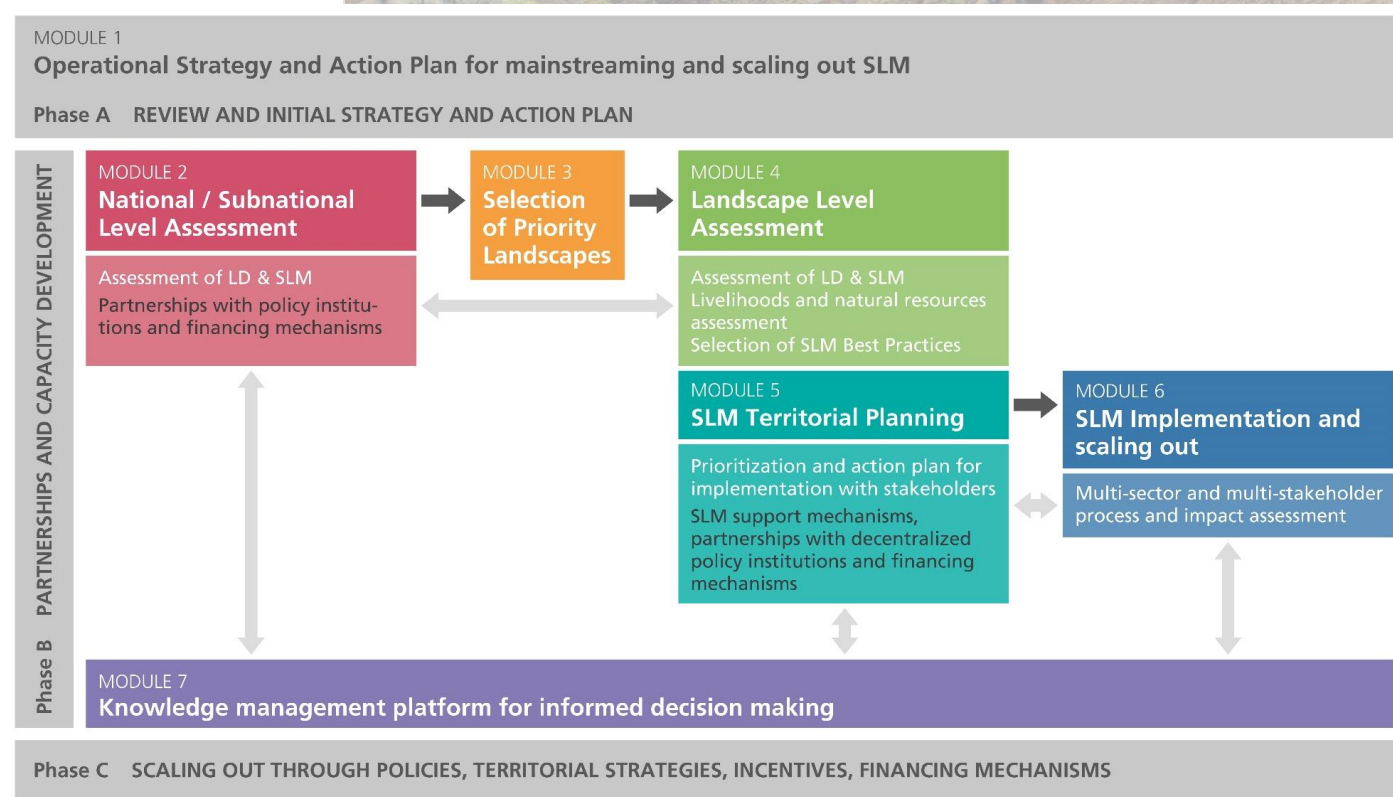 MODULE 1
Operational Strategy and Action Plan for mainstreaming and scaling out SLM
Phase A REVIEW AND INITIAL STRATEGY AND ACTION PLAN
Phase B PARTNERSHIPS AND CAPACITY DEVELOPMENT
MODULE 2
National / Subnational
Level Assessment
Assessment of LD & SLM
Partnerships with policy institu-
tions and financing mechanisms
MODULE 3
Selection
of Priority
Landscapes
MODULE 4
Landscape Level
Assessment
Assessment of LD & SLM
Livelihoods and natural resources
assessment
Selection of SLM Best Practices
MODULE 5
SLM Territorial Planning
Prioritization and action plan for
implementation with stakeholders
SLM support mechanisms,
partnerships with decentralized
policy institutions and financing
mechanisms
MODULE 6
SLM Implementation and
scaling out
Multi-sector and multi-stakeholder
process and impact assessment
MODULE 7
Knowledge management platform for informed decision making
Phase C SCALING OUT THROUGH POLICIES, TERRITORIAL STRATEGIES, INCENTIVES, FINANCING MECHANISMS